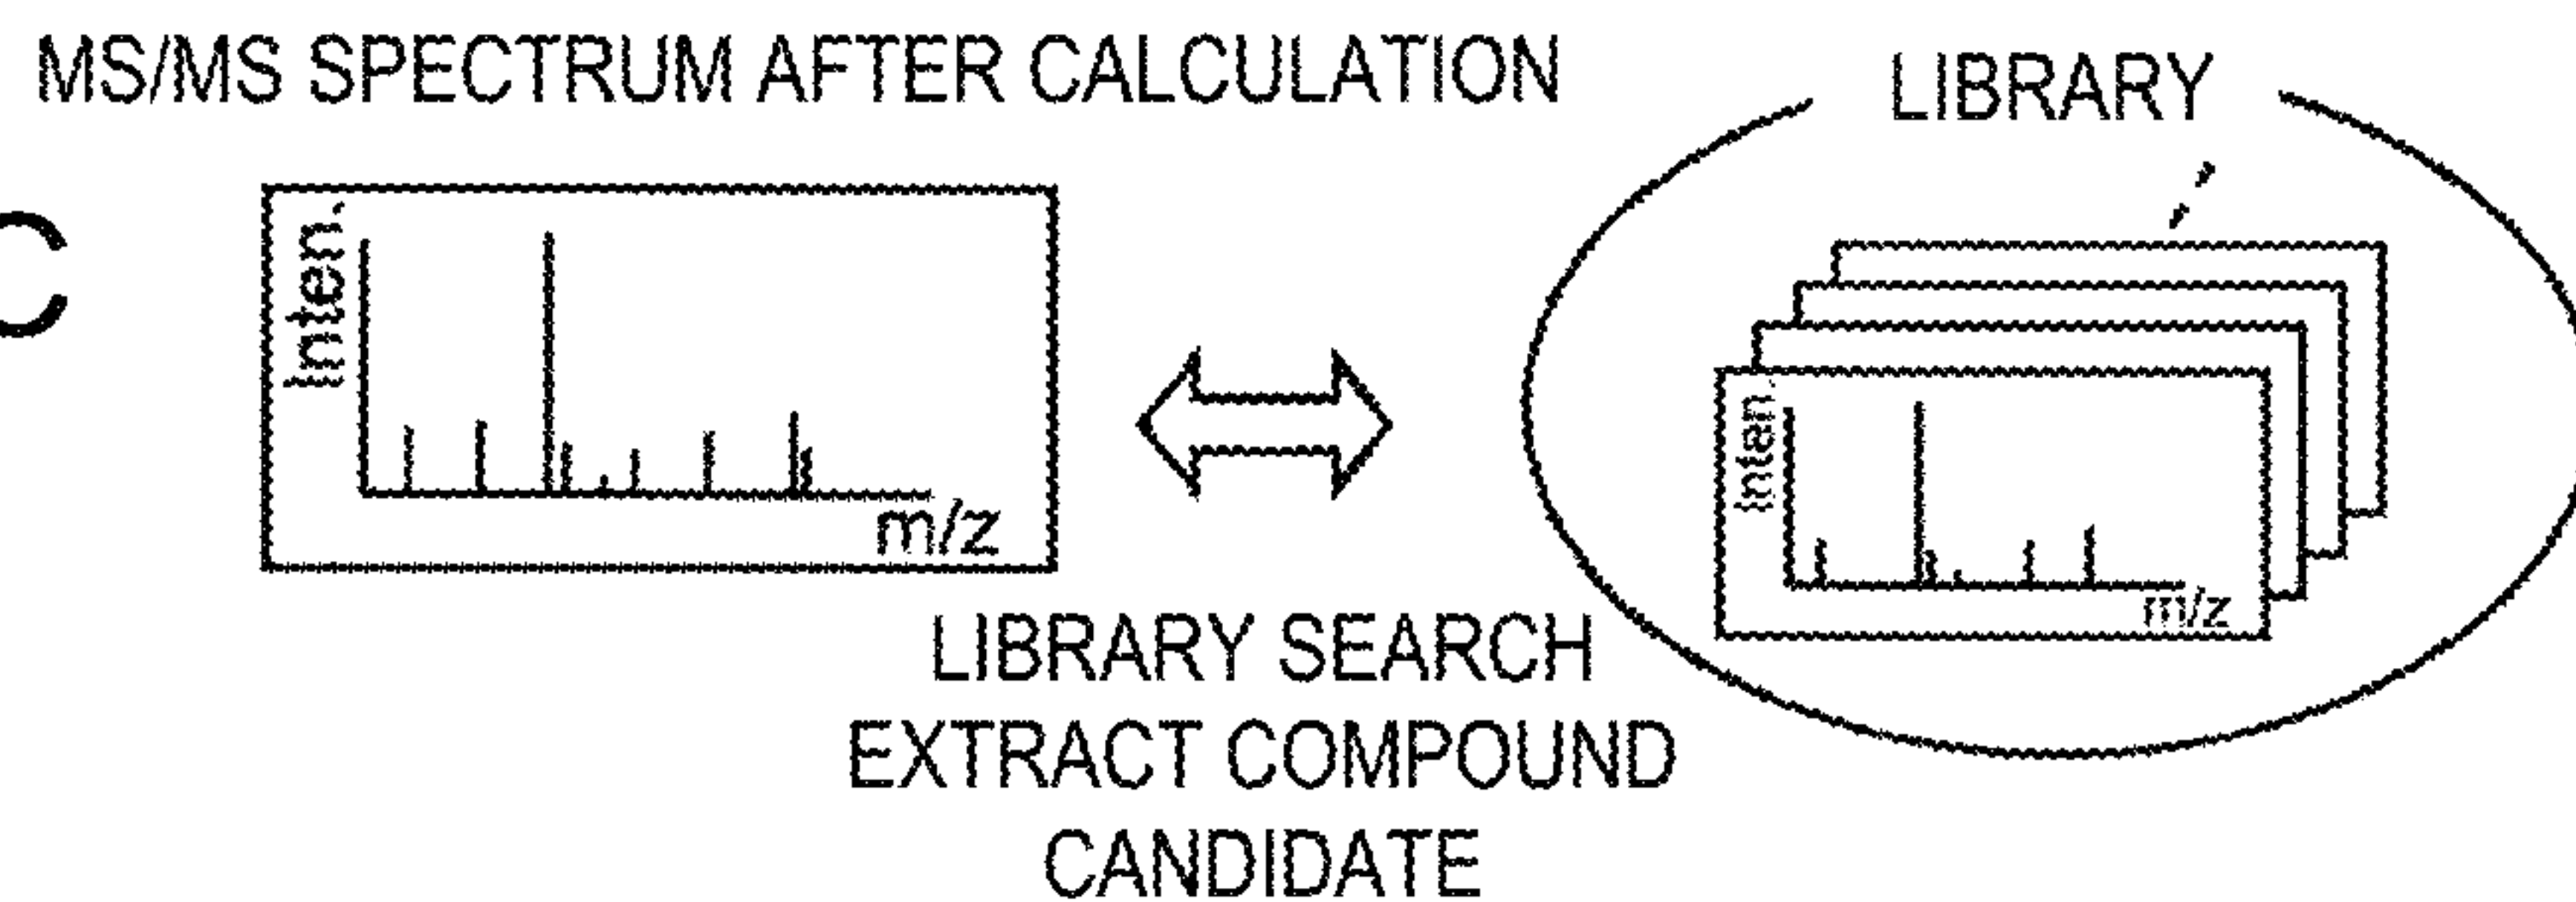 MS/MS SPECTRUM AFTER CALCULATION
LIBRARY
C
Inten.
m/z
Inten.
m/z
LIBRARY SEARCH
EXTRACT COMPOUND
CANDIDATE